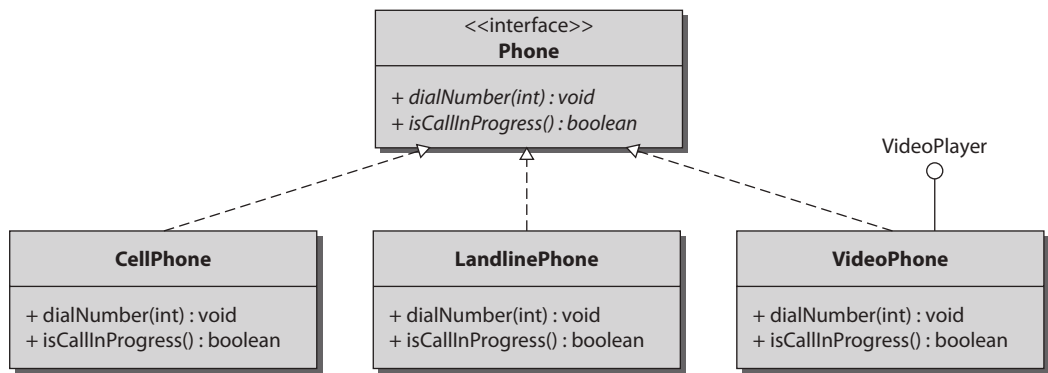 <<interface>>
Phone
+ dialNumber(int) : void
+ isCallInProgress() : boolean
VideoPlayer
CellPhone
+ dialNumber(int) : void
+ isCallInProgress() : boolean
LandlinePhone
+ dialNumber(int) : void
+ isCallInProgress() : boolean
VideoPhone
+ dialNumber(int) : void
+ isCallInProgress() : boolean